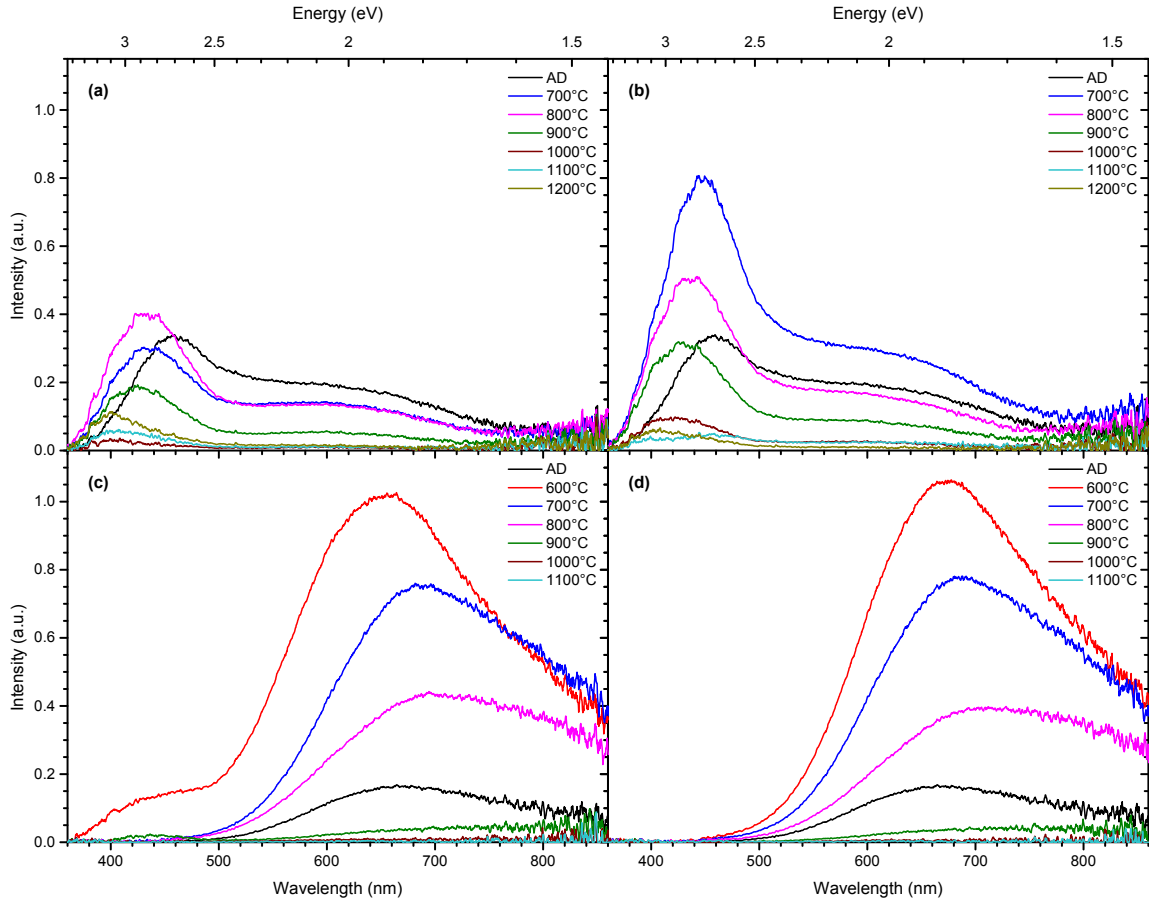 Energy (eV) Energy (eV)
3 2.5 2 1.5 3 2.5 2 1.5
(a) (b)
AD
700°C
800°C
900°C
1000°C
1100°C
1200°C
AD
700°C
800°C
900°C
1000°C
1100°C
1200°C
1.0
0.8
0.6
0.4
0.2
0.0
Intensity (a.u.)
(c) (d)
AD
600°C
700°C
800°C
900°C
1000°C
1100°C
AD
600°C
700°C
800°C
900°C
1000°C
1100°C
1.0
0.8
0.6
0.4
0.2
0.0
Intensity (a.u.)
400 500 600 700 800 400 500 600 700 800
Wavelength (nm) Wavelength (nm)